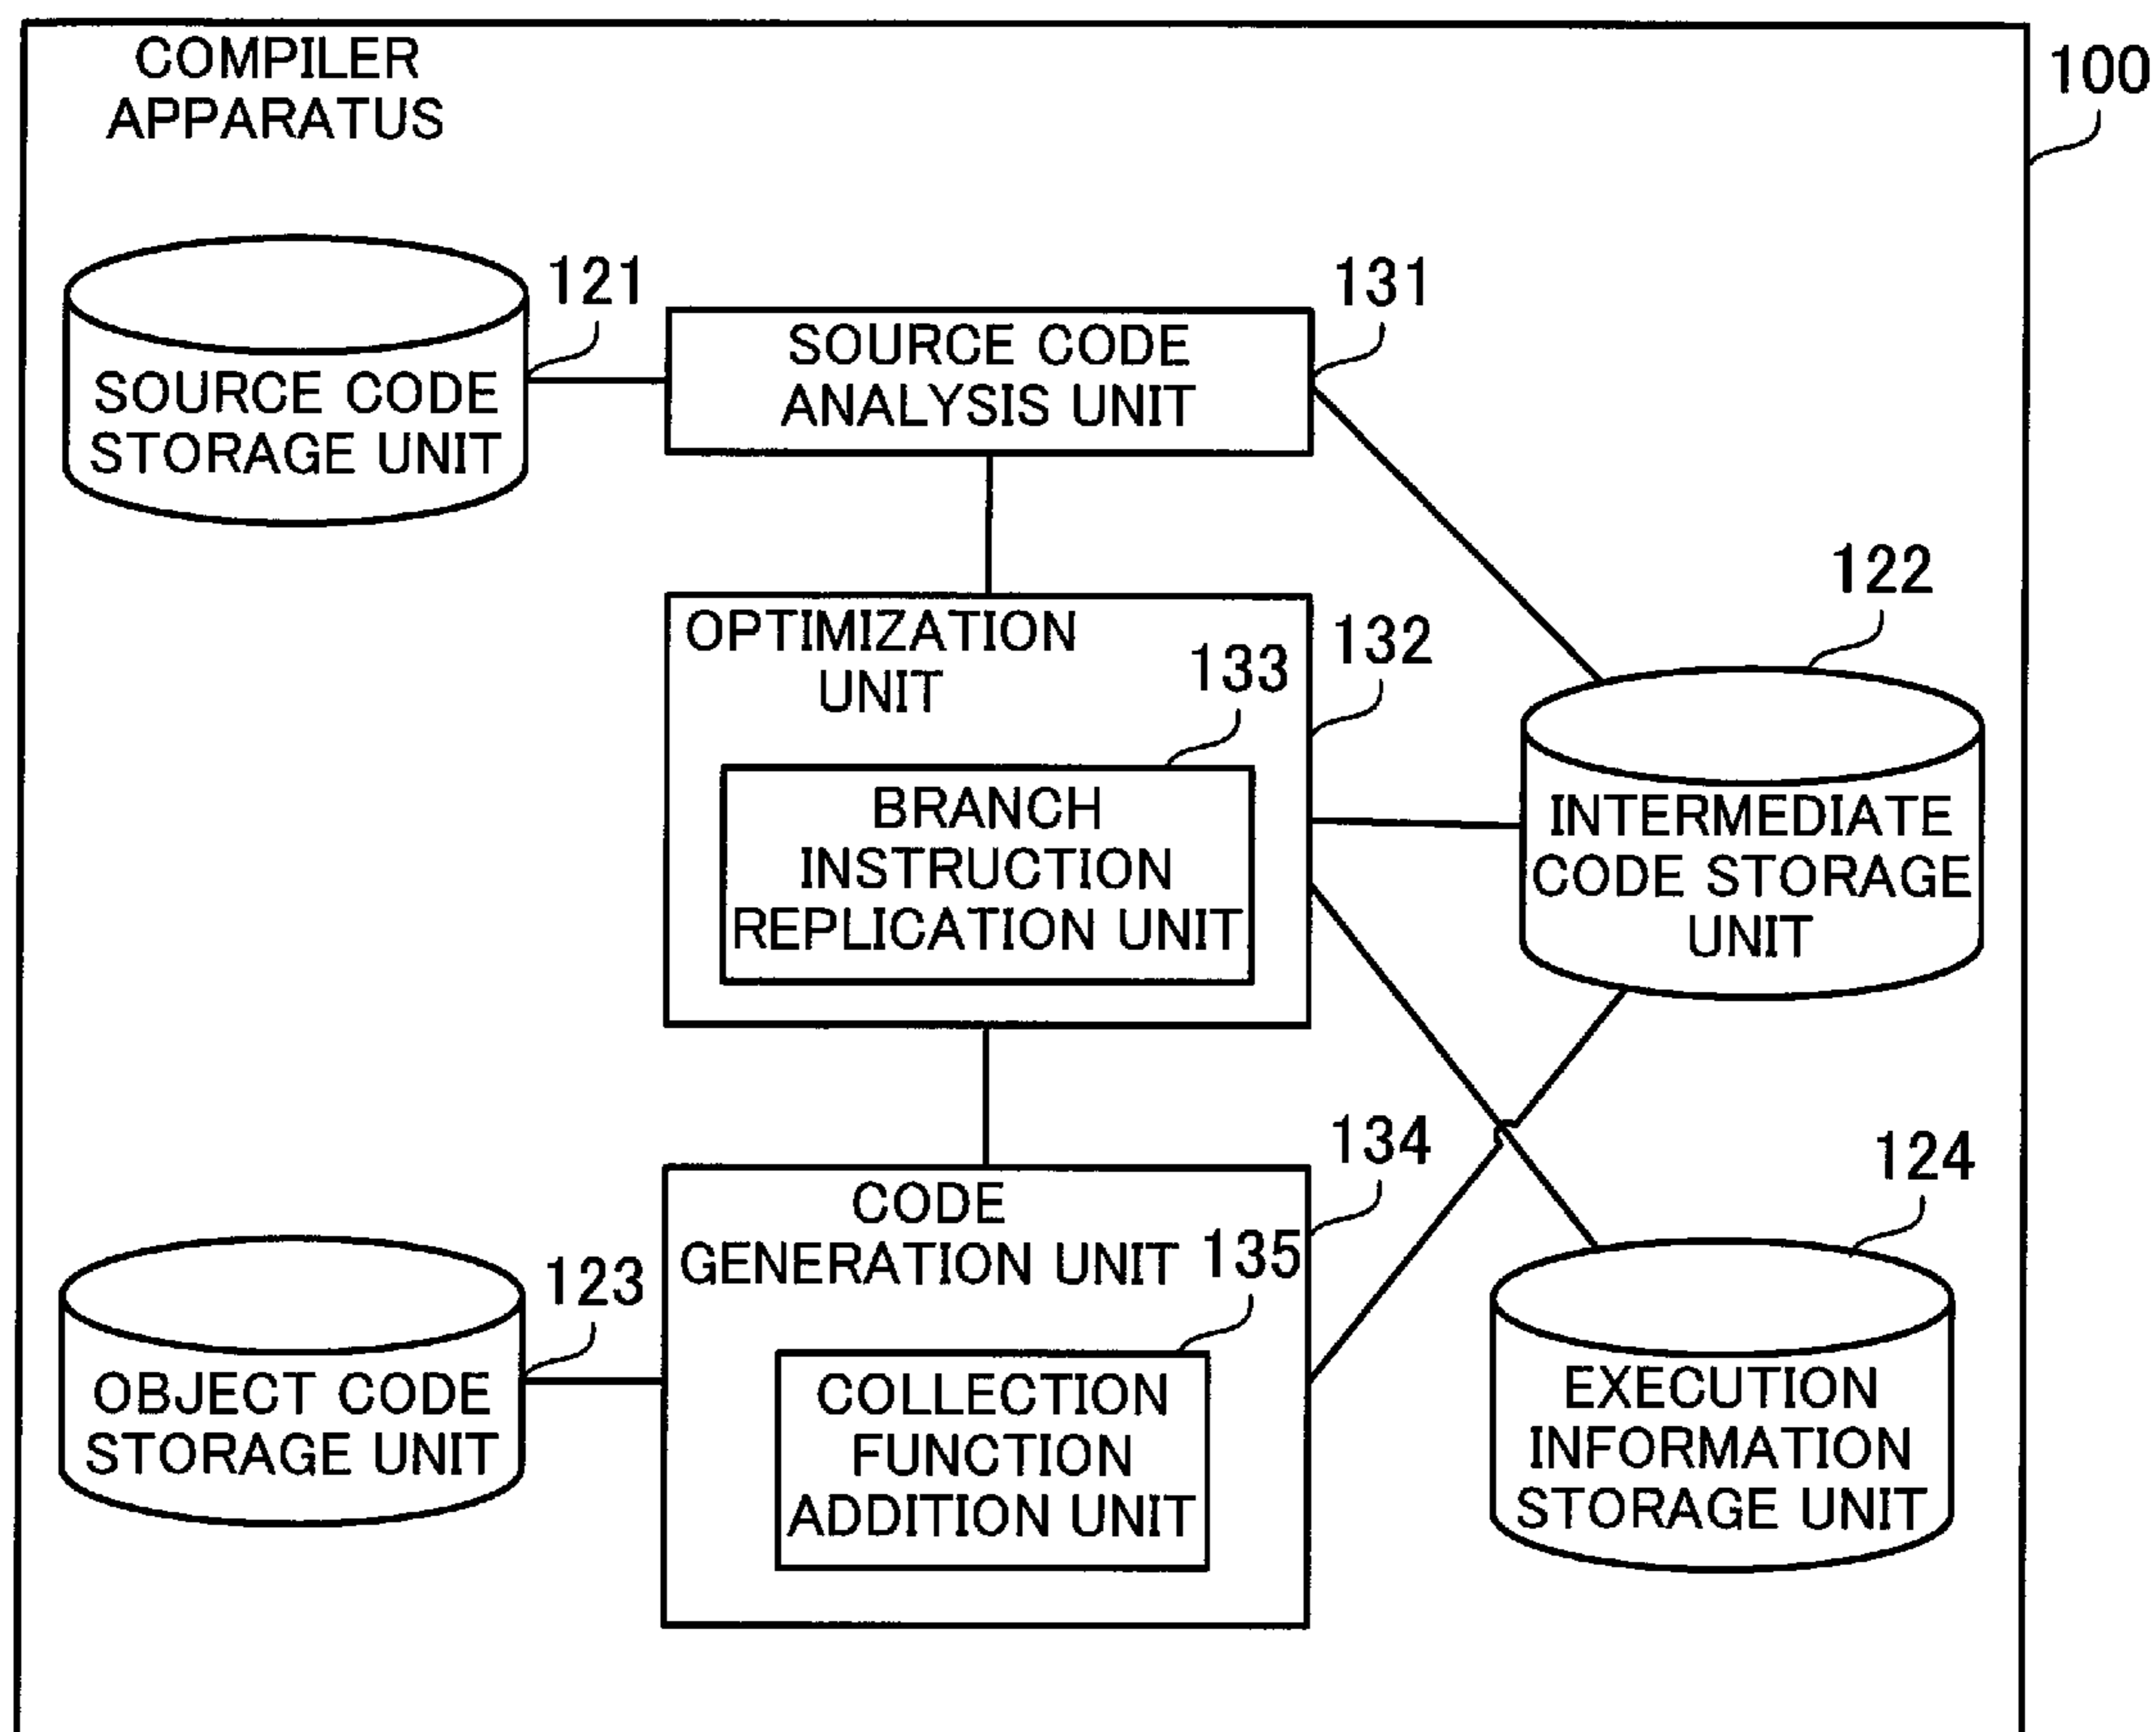 COMPILER
APPARATUS
100
121
SOURCE CODE
STORAGE UNIT
131
SOURCE CODE
ANALYSIS UNIT
122
INTERMEDIATE
CODE STORAGE
UNIT
132
OPTIMIZATION
UNIT
133
BRANCH
INSTRUCTION
REPLICATION UNIT
134
CODE
GENERATION UNIT
135
COLLECTION
FUNCTION
ADDITION UNIT
123
OBJECT CODE
STORAGE UNIT
124
EXECUTION
INFORMATION
STORAGE UNIT